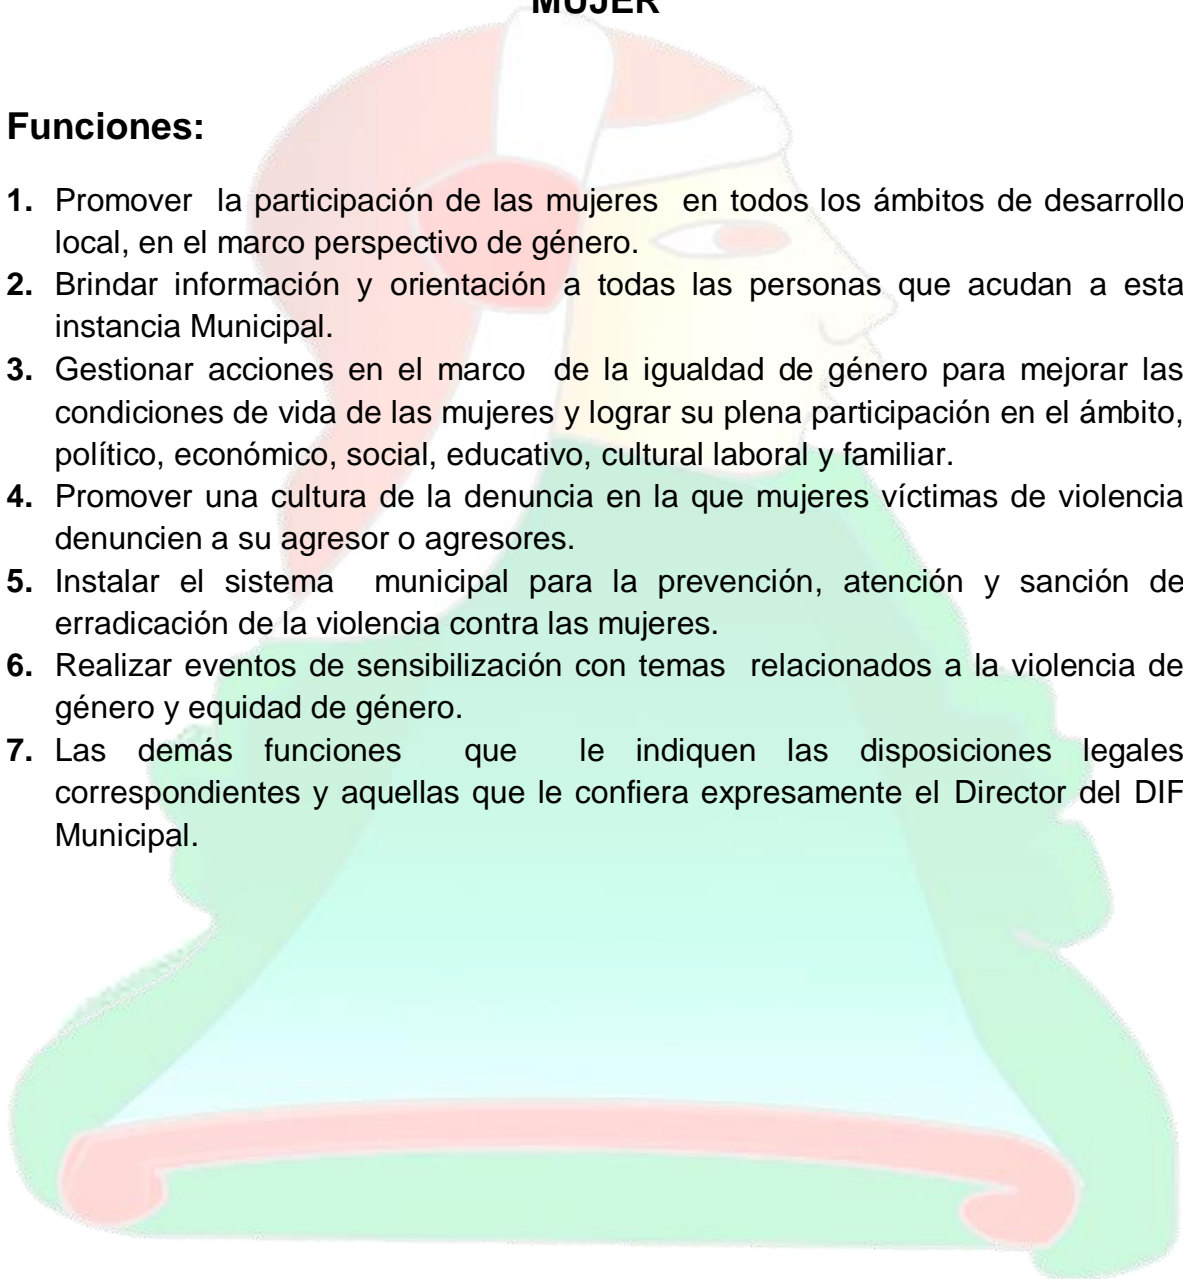 MUJER
Funciones:
1. Promover la participación de las mujeres en todos los ámbitos de desarrollo
local, en el marco perspectivo de género.
2. Brindar información y orientación a todas las personas que acudan a esta
instancia Municipal.
3. Gestionar acciones en el marco de la igualdad de género para mejorar las
condiciones de vida de las mujeres y lograr su plena participación en el ámbito,
político, económico, social, educativo, cultural laboral y familiar.
4. Promover una cultura de la denuncia en la que mujeres víctimas de violencia
denuncien a su agresor o agresores.
5. Instalar el sistema municipal para la prevención, atención y sanción de
erradicación de la violencia contra las mujeres.
6. Realizar eventos de sensibilización con temas relacionados a la violencia de
género y equidad de género.
7. Las demás funciones que le indiquen las disposiciones legales
correspondientes y aquellas que le confiera expresamente el Director del DIF
Municipal.